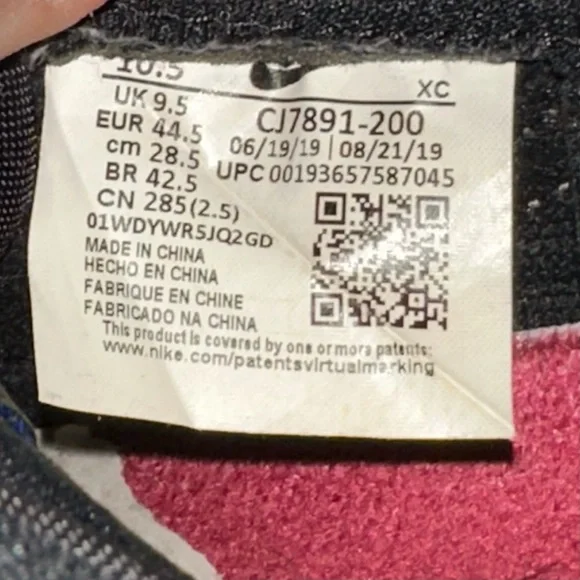 10.5
XC
UK 9.5
EUR 44.5
cm 28.5
BR 42.5
CN 285(2.5)
CJ7891-200
06/19/19 | 08/21/19
UPC 00193657587045
01WDYWR5JQ2GD
MADE IN CHINA
HECHO EN CHINA
FABRIQUE EN CHINE
FABRICADO NA CHINA
This product is covered by one or more patents:
www.nike.com/patentsvirtualmarking